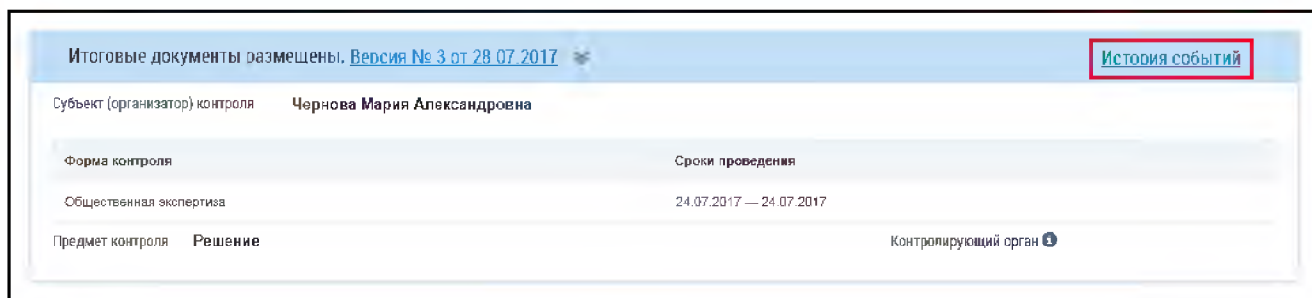 Итоговые документы размещены. Версия № 3 от 28.07.2017 История событий
Субъект (организатор) контроля Чернова Мария Александровна
Форма контроля Сроки проведения
Общественная экспертиза 24.07.2017 — 24.07.2017
Предмет контроля Решение Контролирующий орган